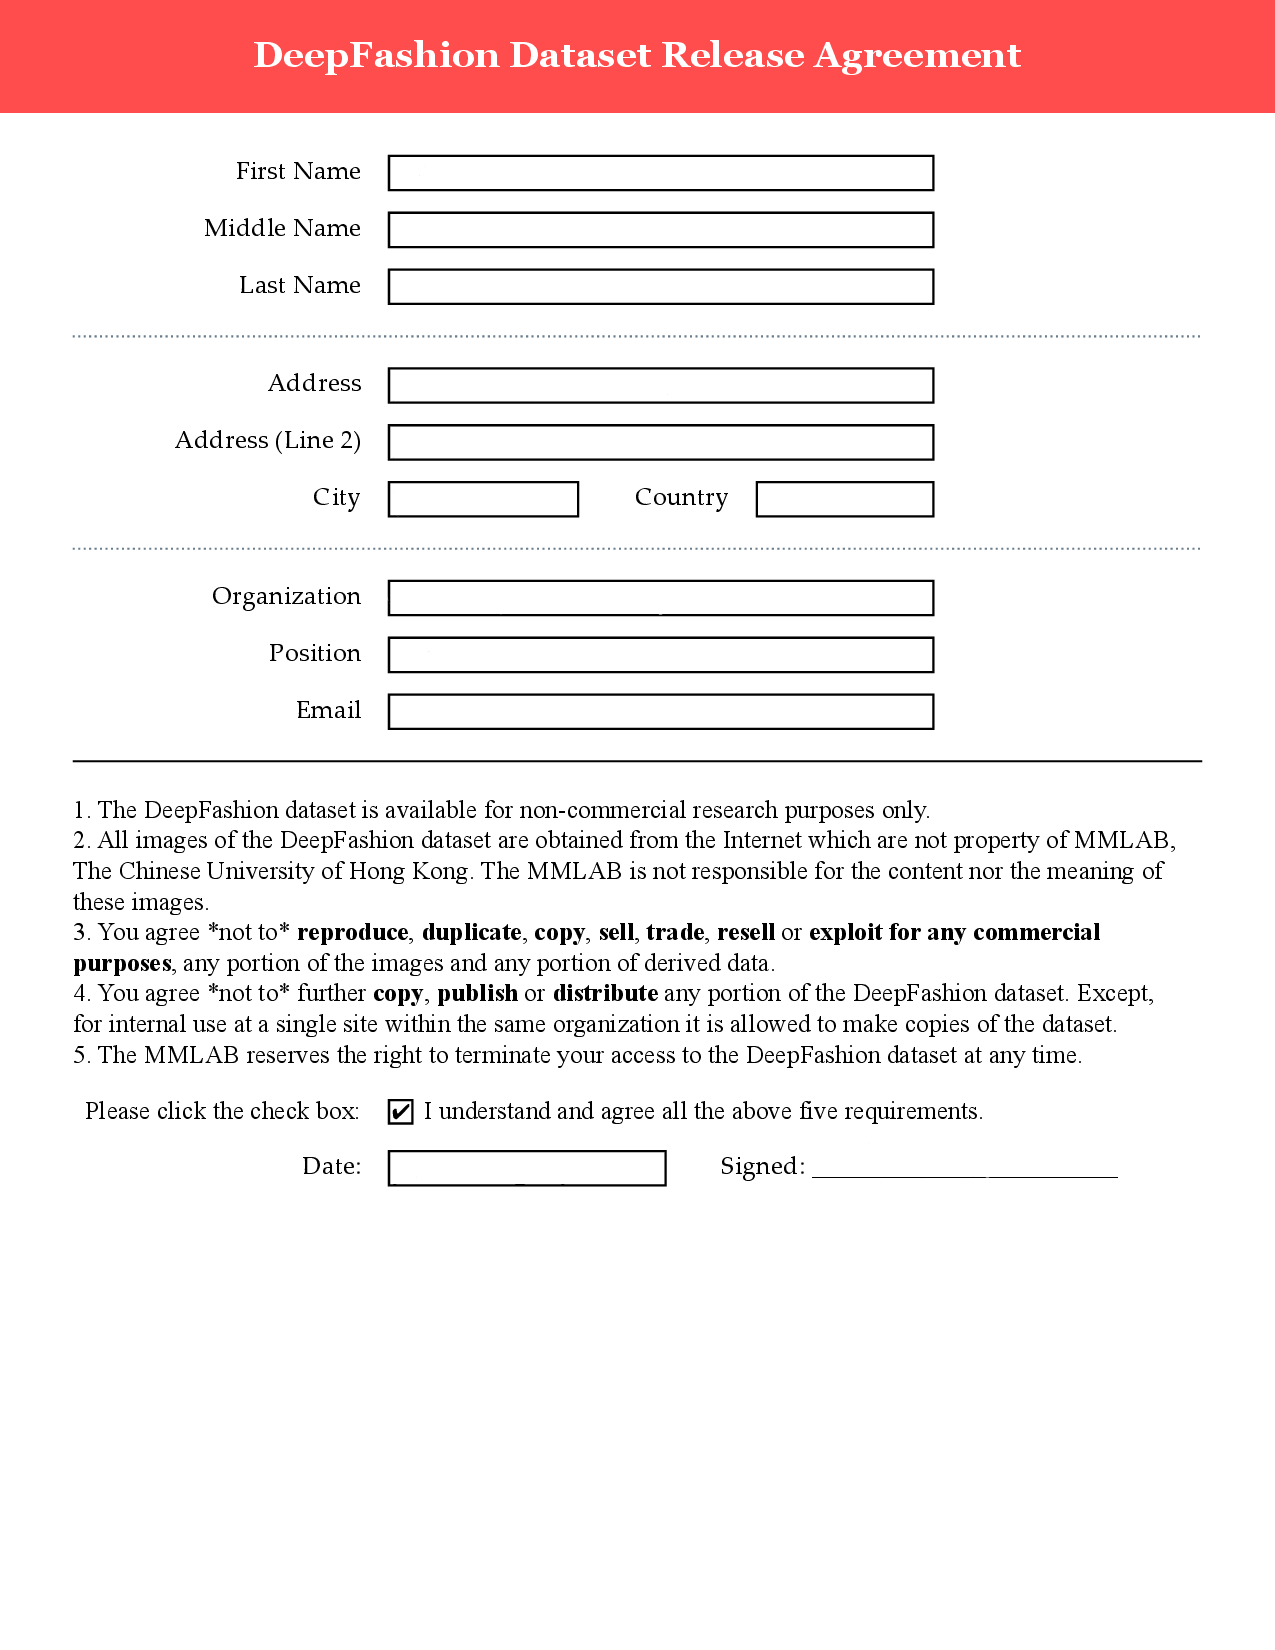 DeepFashion Dataset Release Agreement
First Name
Middle Name
Last Name
Address
Address (Line 2)
City Country
Organization
Position
Email
1. The DeepFashion dataset is available for non-commercial research purposes only.
2. All images of the DeepFashion dataset are obtained from the Internet which are not property of MMLAB,
The Chinese University of Hong Kong. The MMLAB is not responsible for the content nor the meaning of
these images.
3. You agree *not to* reproduce, duplicate, copy, sell, trade, resell or exploit for any commercial
purposes, any portion of the images and any portion of derived data.
4. You agree *not to* further copy, publish or distribute any portion of the DeepFashion dataset. Except,
for internal use at a single site within the same organization it is allowed to make copies of the dataset.
5. The MMLAB reserves the right to terminate your access to the DeepFashion dataset at any time.
Please click the check box: ✔ I understand and agree all the above five requirements.
Date: Signed: